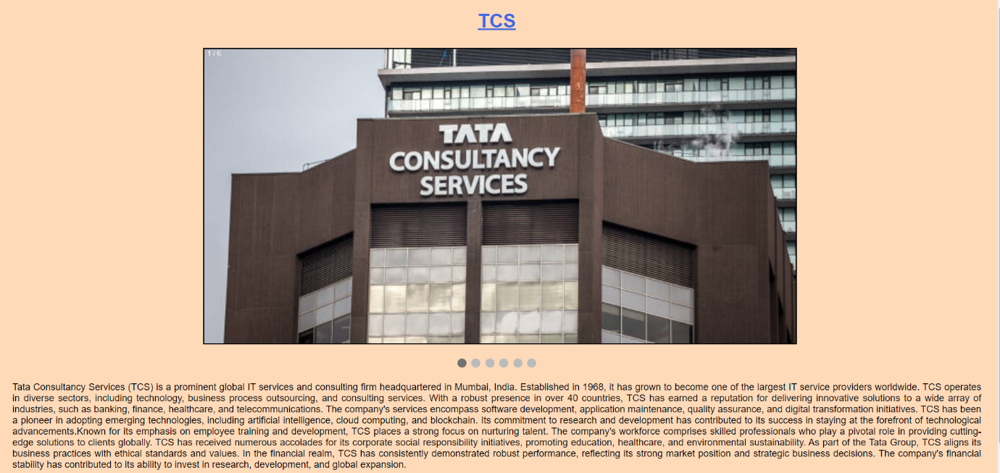 TCS
1 / 6
TATA
CONSULTANCY
SERVICES
Tata Consultancy Services (TCS) is a prominent global IT services and consulting firm headquartered in Mumbai, India. Established in 1968, it has grown to become one of the largest IT service providers worldwide. TCS operates
in diverse sectors, including technology, business process outsourcing, and consulting services. With a robust presence in over 40 countries, TCS has earned a reputation for delivering innovative solutions to a wide array of
industries, such as banking, finance, healthcare, and telecommunications. The company's services encompass software development, application maintenance, quality assurance, and digital transformation initiatives. TCS has been
a pioneer in adopting emerging technologies, including artificial intelligence, cloud computing, and blockchain. Its commitment to research and development has contributed to its success in staying at the forefront of technological
advancements.Known for its emphasis on employee training and development, TCS places a strong focus on nurturing talent. The company's workforce comprises skilled professionals who play a pivotal role in providing cutting-
edge solutions to clients globally. TCS has received numerous accolades for its corporate social responsibility initiatives, promoting education, healthcare, and environmental sustainability. As part of the Tata Group, TCS aligns its
business practices with ethical standards and values. In the financial realm, TCS has consistently demonstrated robust performance, reflecting its strong market position and strategic business decisions. The company's financial
stability has contributed to its ability to invest in research, development, and global expansion.